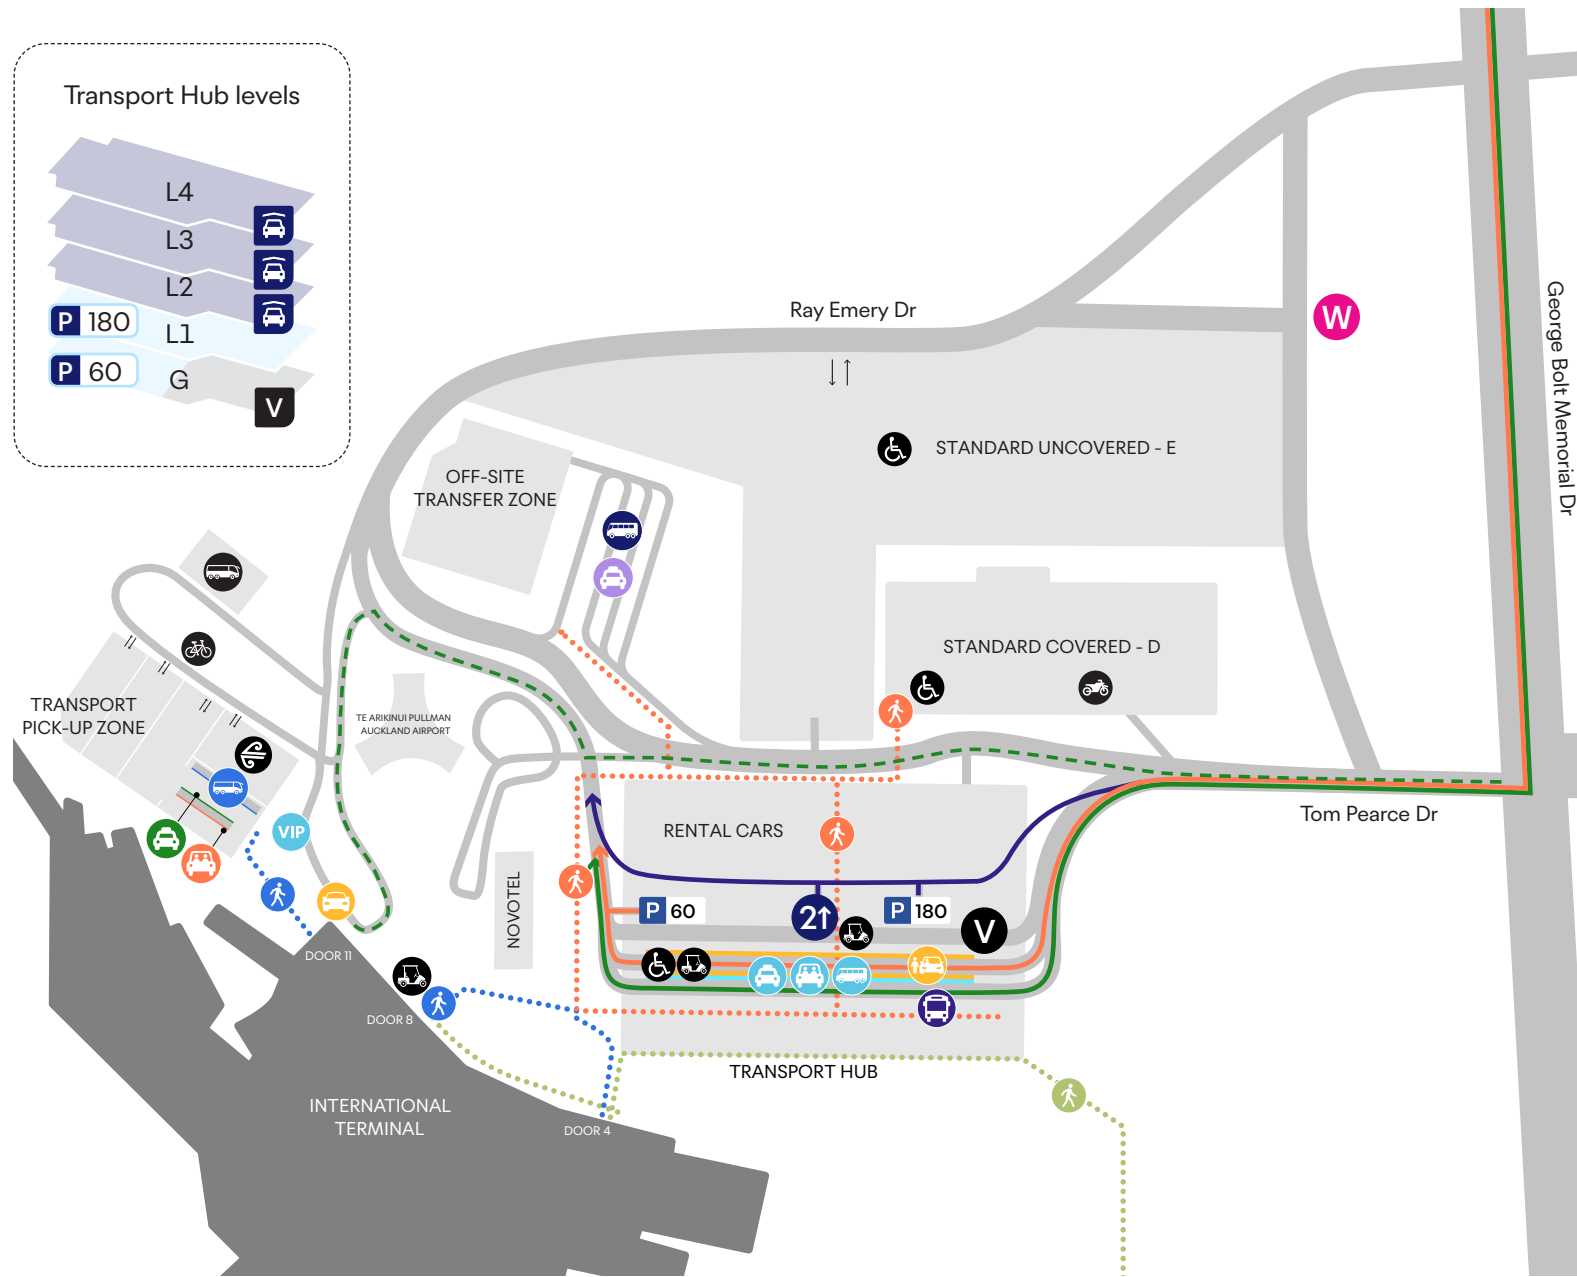 Transport Hub levels
L4
L3
L2
P 180
L1
P 60
G
V
Ray Emery Dr
W
George Bolt Memorial Dr
STANDARD UNCOVERED - E
OFF-SITE
TRANSFER ZONE
STANDARD COVERED - D
TRANSPORT
PICK-UP ZONE
TE ARIKINUI PULLMAN
AUCKLAND AIRPORT
Tom Pearce Dr
VIP
RENTAL CARS
NOVOTEL
P 60
2↑
P 180
V
DOOR 11
DOOR 8
TRANSPORT HUB
INTERNATIONAL
TERMINAL
DOOR 4